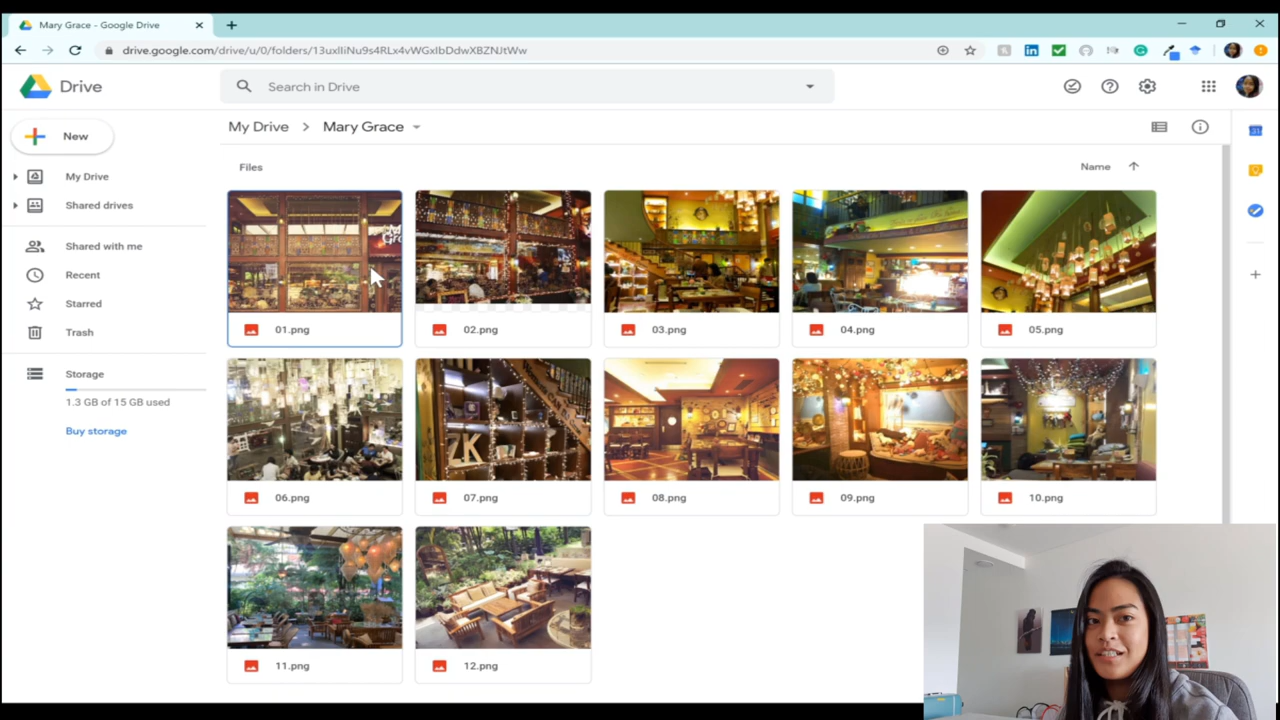 Mary Grace - Google Drive
drive.google.com/drive/u/0/folders/13uxlIiNu9s4RLx4vWGxIbDdwXBZNJtWw
Drive
Search in Drive
New
My Drive > Mary Grace
My Drive
Shared drives
Shared with me
Recent
Starred
Trash
Storage
1.3 GB of 15 GB used
Buy storage
Files
Name
01.png
02.png
03.png
04.png
05.png
06.png
ZK
07.png
08.png
09.png
10.png
11.png
12.png
31